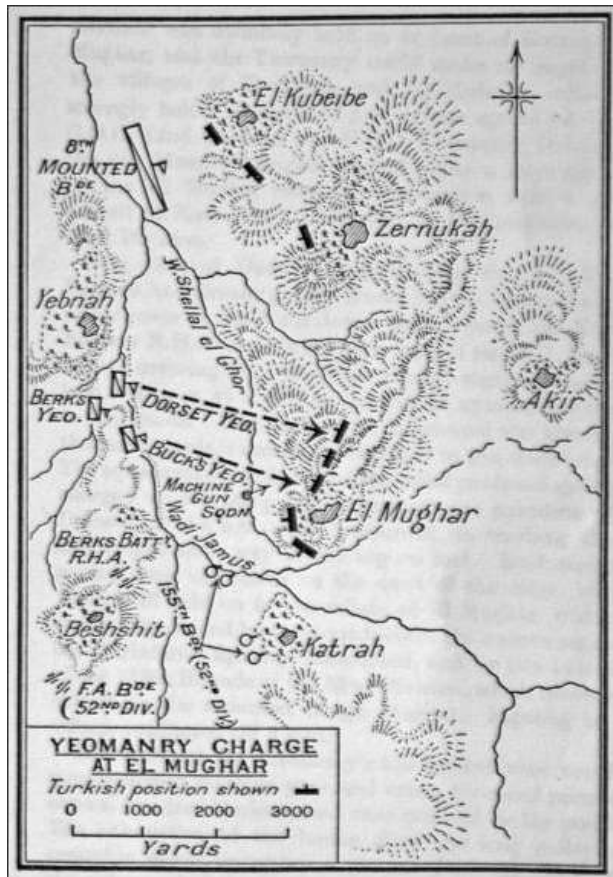 El Kubeibe
8TH
MOUNTED
BDE
Zernukah
W. Shellal el Ghor
Yebnah
Akir
BERKS
YEO.
DORSET YEO.
BUCKS YEO.
MACHINE
GUN
SQDN.
El Mughar
Wadi Jamus
BERKS BATTY
R.H.A.
155TH BDE (52ND DIV.)
Beshshit
Katrah
F.A. BDE
(52ND DIV.)
YEOMANRY CHARGE
AT EL MUGHAR
Turkish position shown
0 1000 2000 3000
Yards